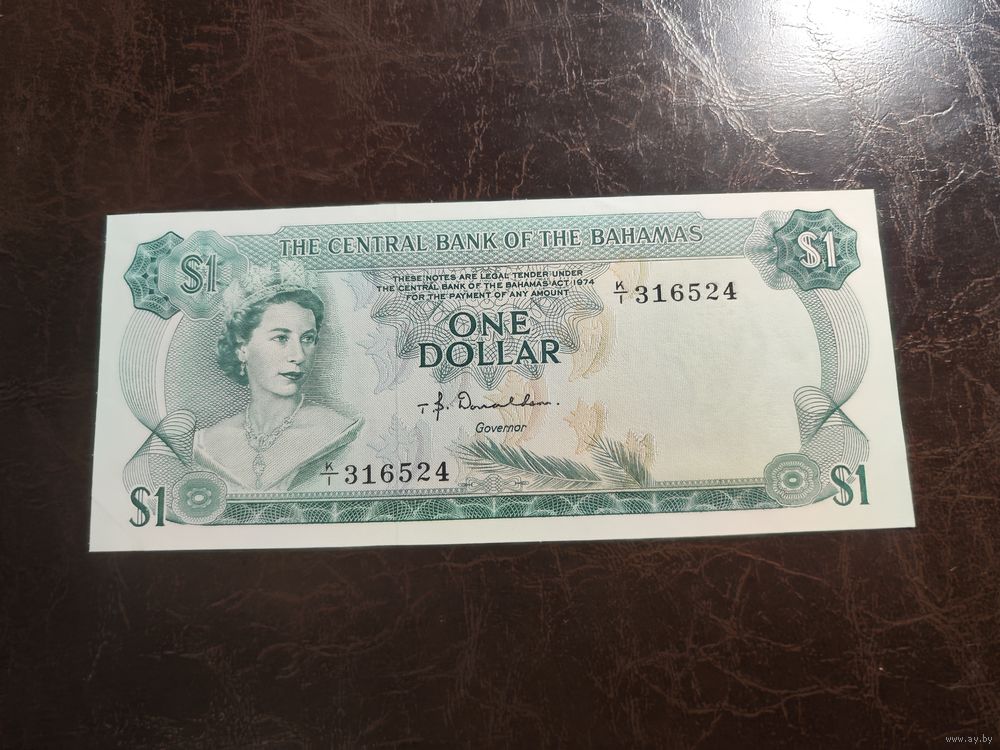 THE CENTRAL BANK OF THE BAHAMAS
$1
$1
THESE NOTES ARE LEGAL TENDER UNDER
THE CENTRAL BANK OF THE BAHAMAS ACT 1974
FOR THE PAYMENT OF ANY AMOUNT
K/1 316524
ONE
DOLLAR
T. B. Donaldson.
Governor
K/1 316524
$1
$1
www.ay.by